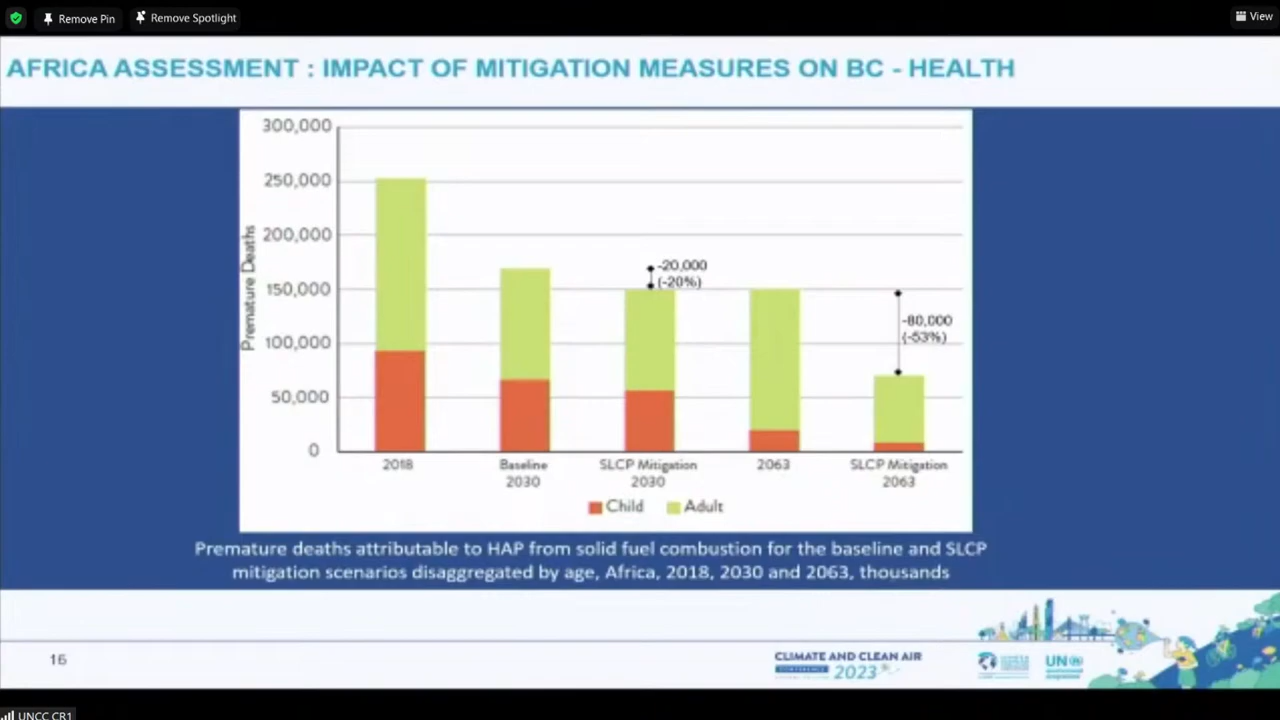 Remove Pin
Remove Spotlight
View
AFRICA ASSESSMENT : IMPACT OF MITIGATION MEASURES ON BC - HEALTH
300,000
250,000
200,000
150,000
100,000
50,000
0
Premature Deaths
-20,000
(-20%)
-80,000
(-53%)
2018
Baseline
2030
SLCP Mitigation
2030
2063
SLCP Mitigation
2063
Child
Adult
Premature deaths attributable to HAP from solid fuel combustion for the baseline and SLCP
mitigation scenarios disaggregated by age, Africa, 2018, 2030 and 2063, thousands
16
CLIMATE AND CLEAN AIR
CONFERENCE 2023
UN
UNCC CR1